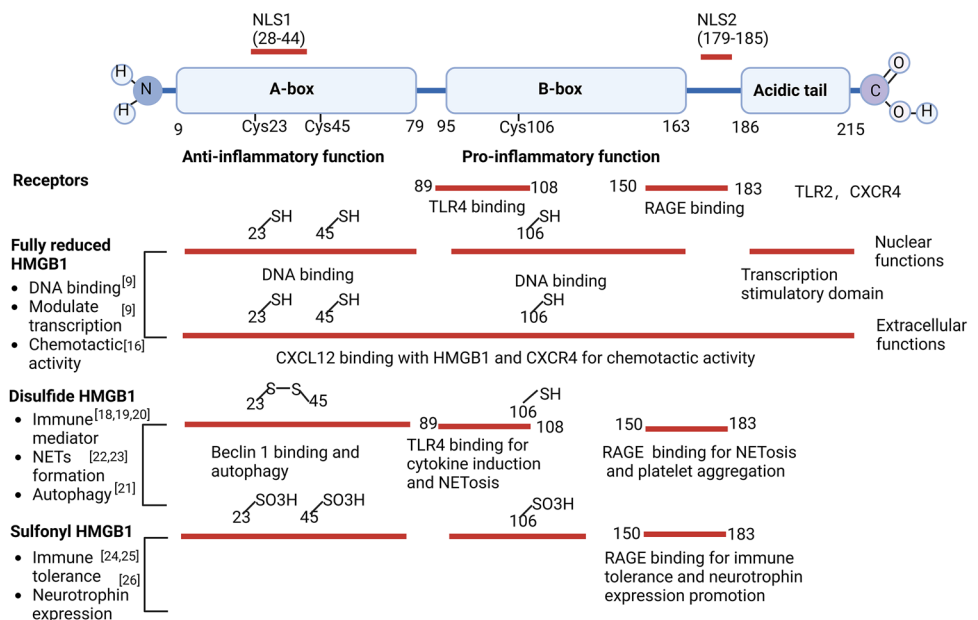 NLS1
(28-44)
NLS2
(179-185)
H
N
H
A-box
B-box
Acidic tail
C
O
O
H
9
Cys23
Cys45
79
95
Cys106
163
186
215
Anti-inflammatory function
Pro-inflammatory function
Receptors
89
108
TLR4 binding
150
183
RAGE binding
TLR2, CXCR4
Fully reduced
HMGB1
DNA binding[9]
Modulate [9]
transcription
Chemotactic[16]
activity
23
SH
45
SH
106
SH
DNA binding
DNA binding
Transcription
stimulatory domain
Nuclear
functions
23
SH
45
SH
106
SH
Extracellular
functions
CXCL12 binding with HMGB1 and CXCR4 for chemotactic activity
Disulfide HMGB1
Immune[18,19,20]
mediator
NETs [22,23]
formation
Autophagy [21]
23
S
S
45
Beclin 1 binding and
autophagy
89
106
SH
108
TLR4 binding for
cytokine induction
and NETosis
150
183
RAGE binding for NETosis
and platelet aggregation
Sulfonyl HMGB1
Immune [24,25]
tolerance
[26]
Neurotrophin
expression
23
SO3H
45
SO3H
106
SO3H
150
183
RAGE binding for immune
tolerance and neurotrophin
expression promotion